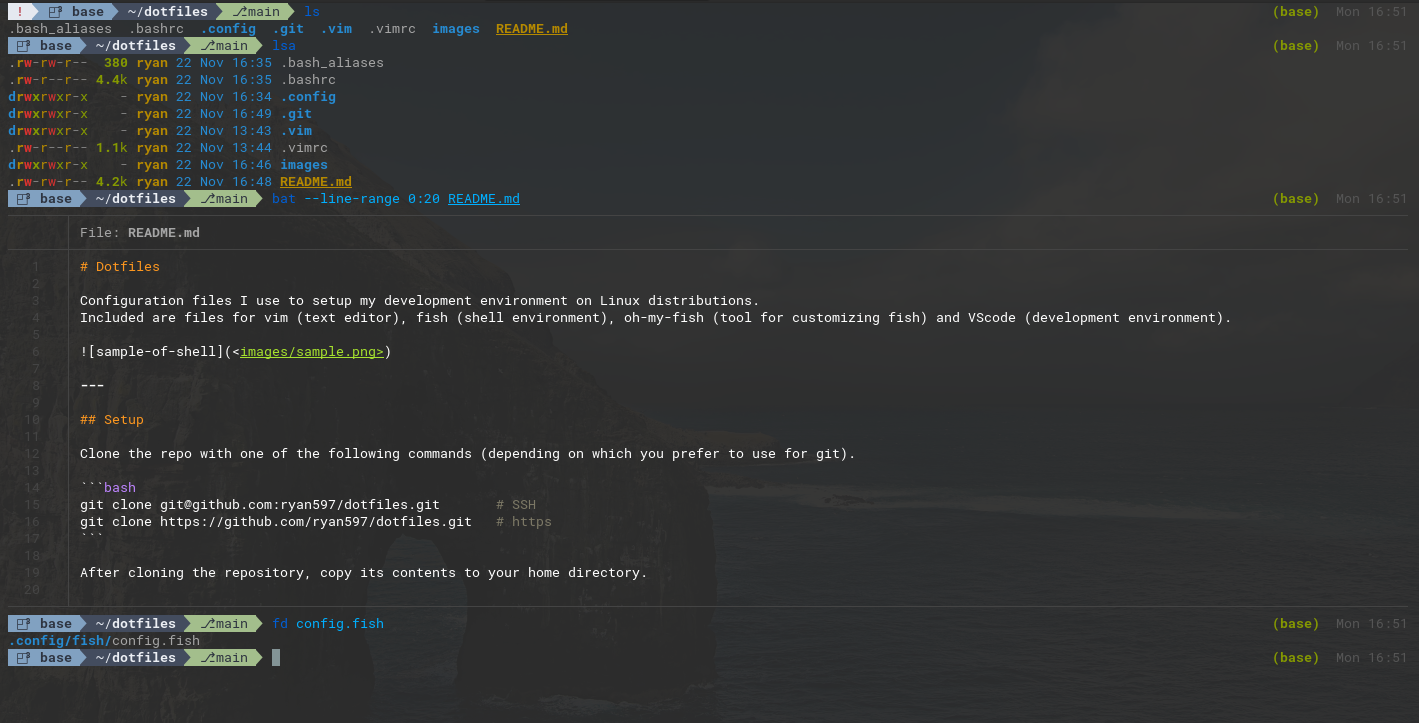 ! base ~/dotfiles ⎇main ls (base) Mon 16:51
.bash_aliases .bashrc .config .git .vim .vimrc images README.md
base ~/dotfiles ⎇main lsa (base) Mon 16:51
.rw-rw-r-- 380 ryan 22 Nov 16:35 .bash_aliases
.rw-r--r-- 4.4k ryan 22 Nov 16:35 .bashrc
drwxrwxr-x - ryan 22 Nov 16:34 .config
drwxrwxr-x - ryan 22 Nov 16:49 .git
drwxrwxr-x - ryan 22 Nov 13:43 .vim
.rw-rw-r-- 1.1k ryan 22 Nov 13:44 .vimrc
drwxrwxr-x - ryan 22 Nov 16:46 images
.rw-rw-r-- 4.2k ryan 22 Nov 16:48 README.md
base ~/dotfiles ⎇main bat --line-range 0:20 README.md (base) Mon 16:51
File: README.md
1 # Dotfiles
2
3 Configuration files I use to setup my development environment on Linux distributions.
4 Included are files for vim (text editor), fish (shell environment), oh-my-fish (tool for customizing fish) and VScode (development environment).
5
6 ![sample-of-shell](<images/sample.png>)
7
8 ---
9
10 ## Setup
11
12 Clone the repo with one of the following commands (depending on which you prefer to use for git).
13
14 ```bash
15 git clone git@github.com:ryan597/dotfiles.git # SSH
16 git clone https://github.com/ryan597/dotfiles.git # https
17 ```
18
19 After cloning the repository, copy its contents to your home directory.
20
base ~/dotfiles ⎇main fd config.fish (base) Mon 16:51
.config/fish/config.fish
base ~/dotfiles ⎇main (base) Mon 16:51